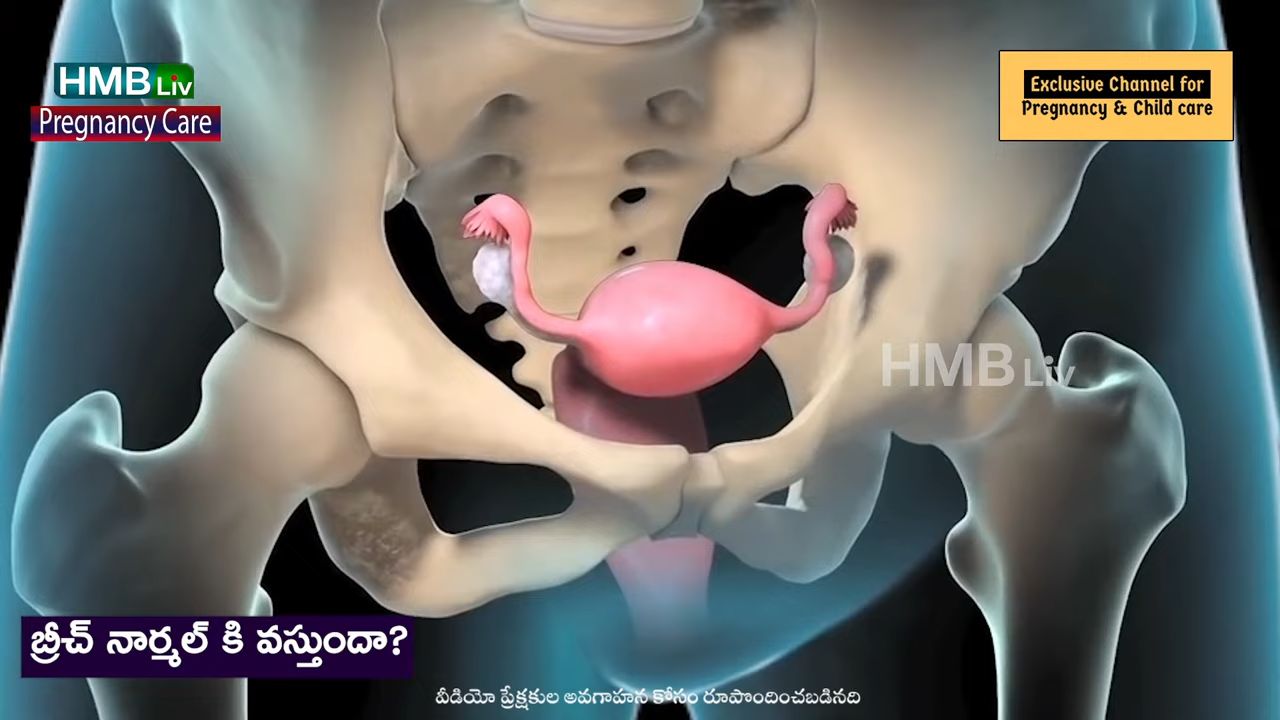 HMB Liv
Pregnancy Care
Exclusive Channel for
Pregnancy & Child care
HMB Liv
బ్రీచ్ నార్మల్ కి వస్తుందా?
వీడియో ప్రేక్షకుల అవగాహన కోసం రూపొందించబడినది